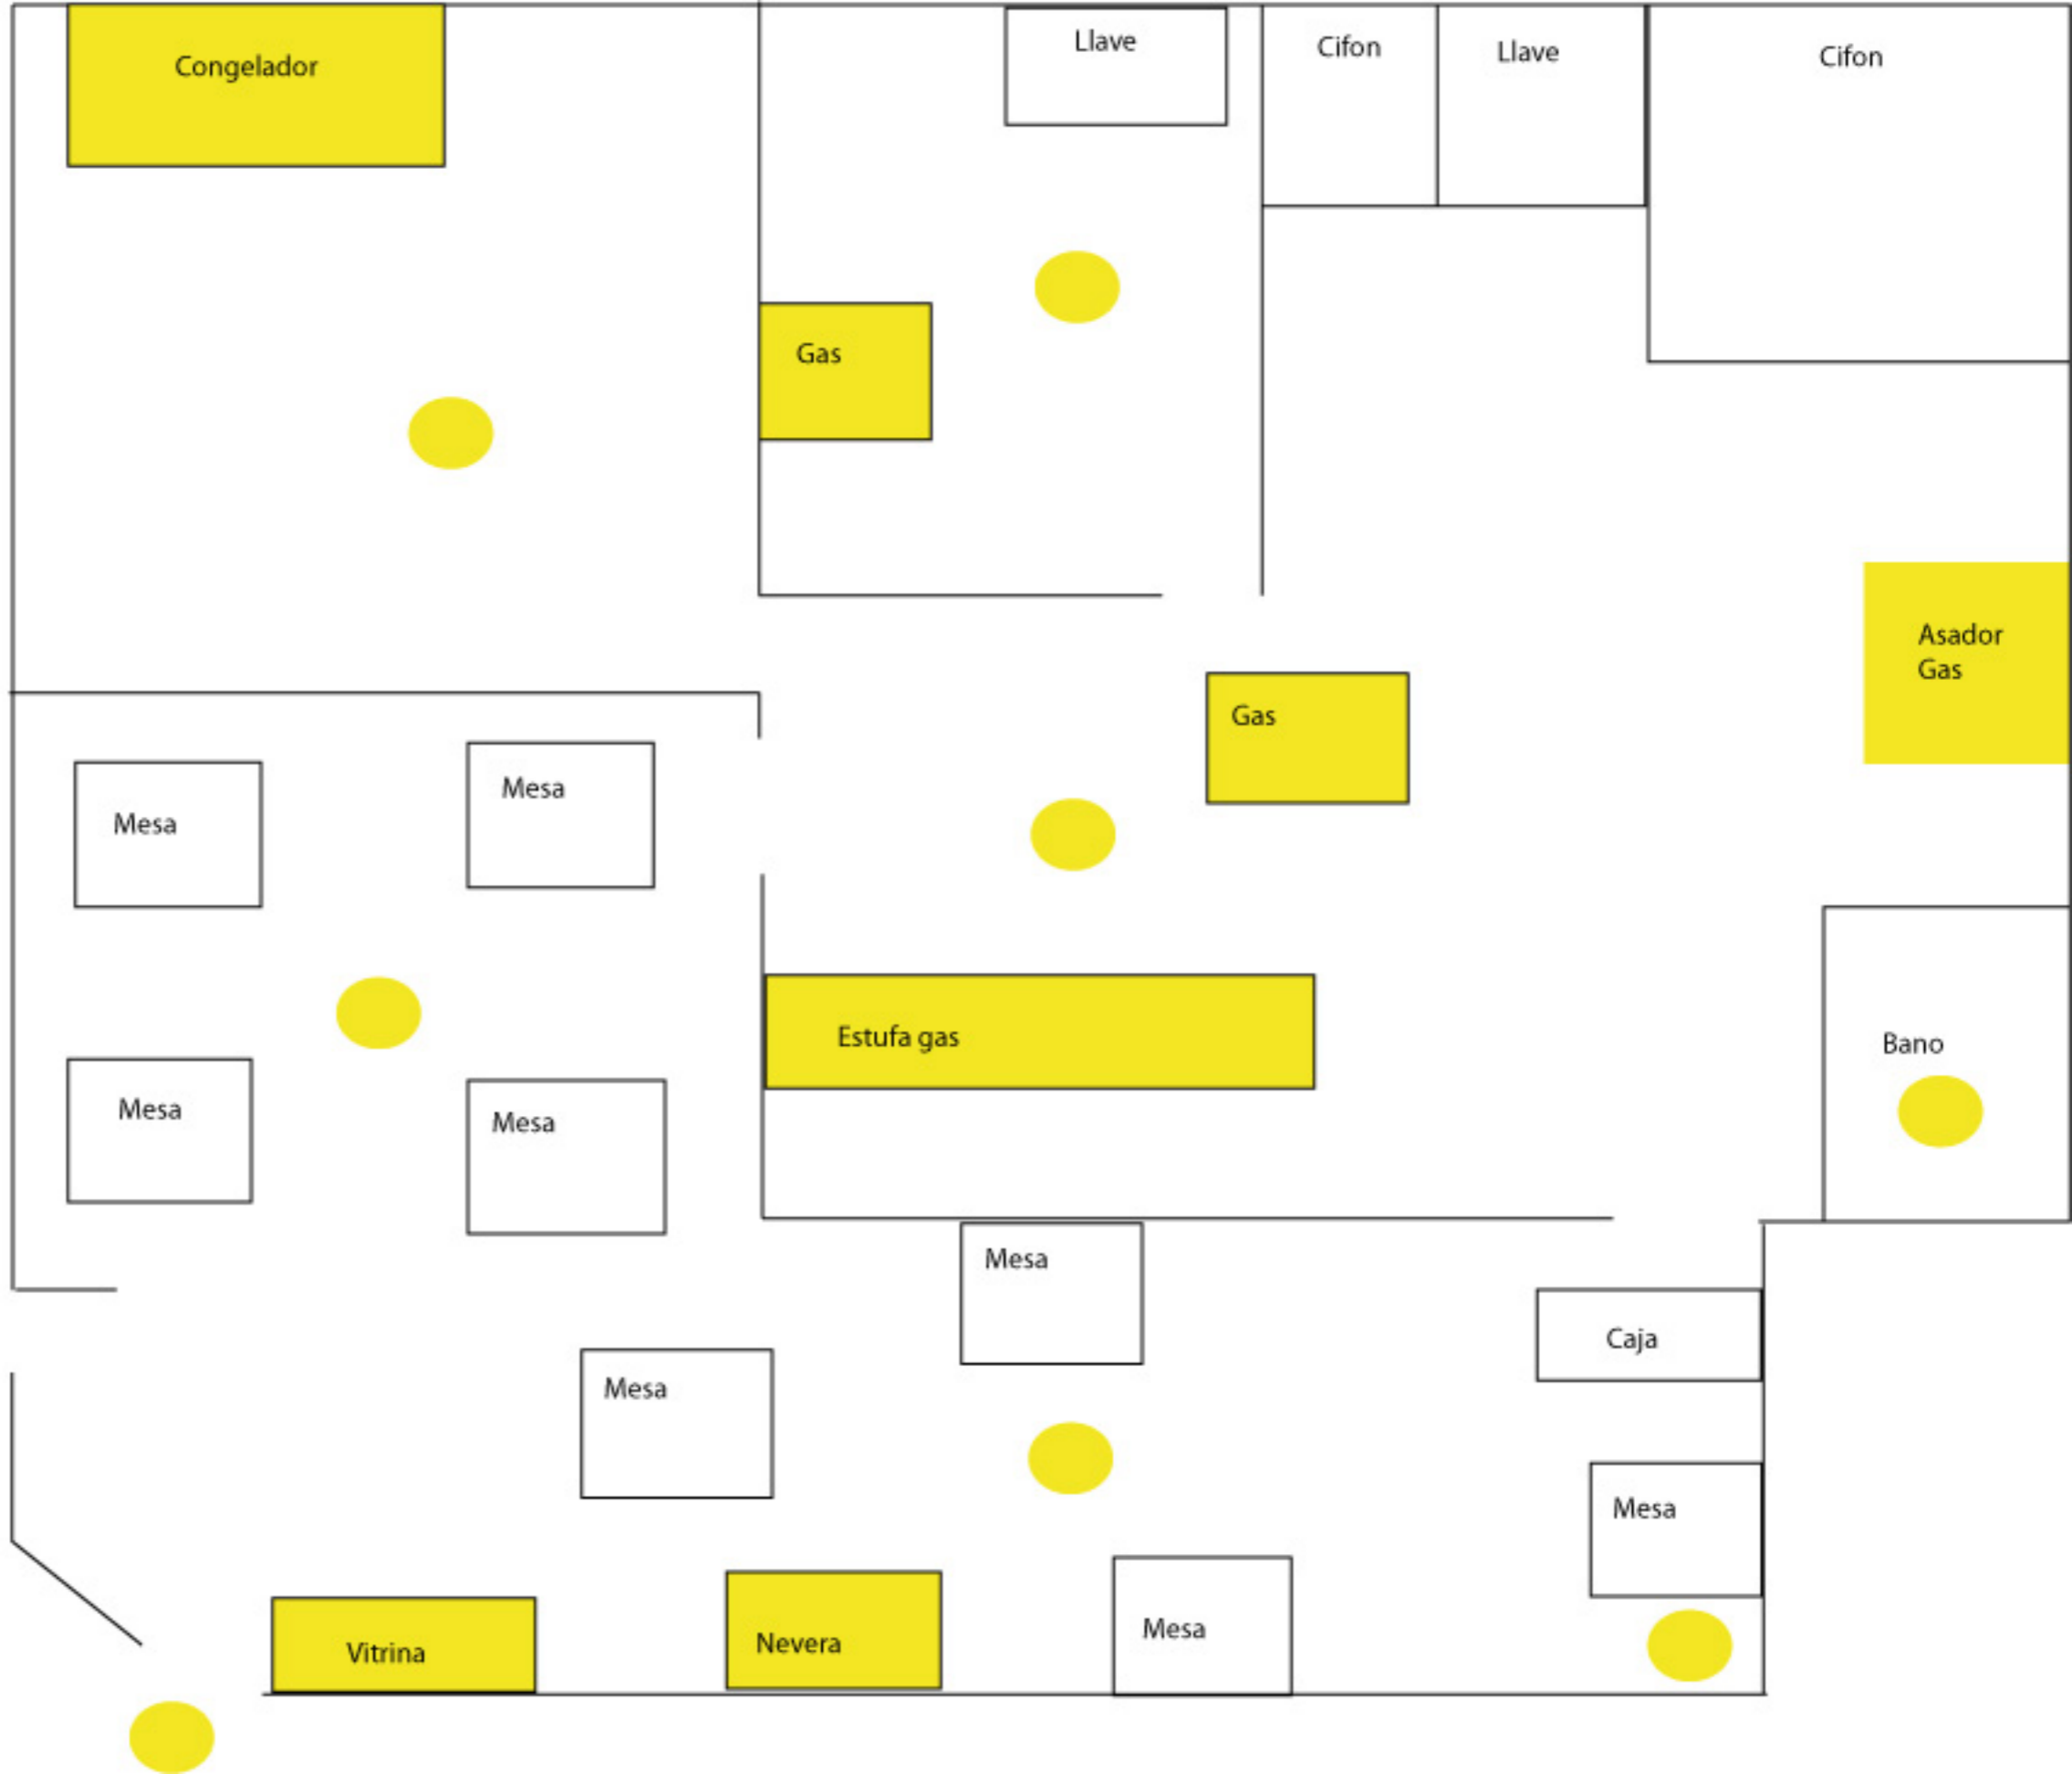 Congelador
Llave
Cifon
Llave
Cifon
Gas
Asador
Gas
Gas
Mesa
Mesa
Estufa gas
Bano
Mesa
Mesa
Mesa
Caja
Mesa
Mesa
Vitrina
Nevera
Mesa